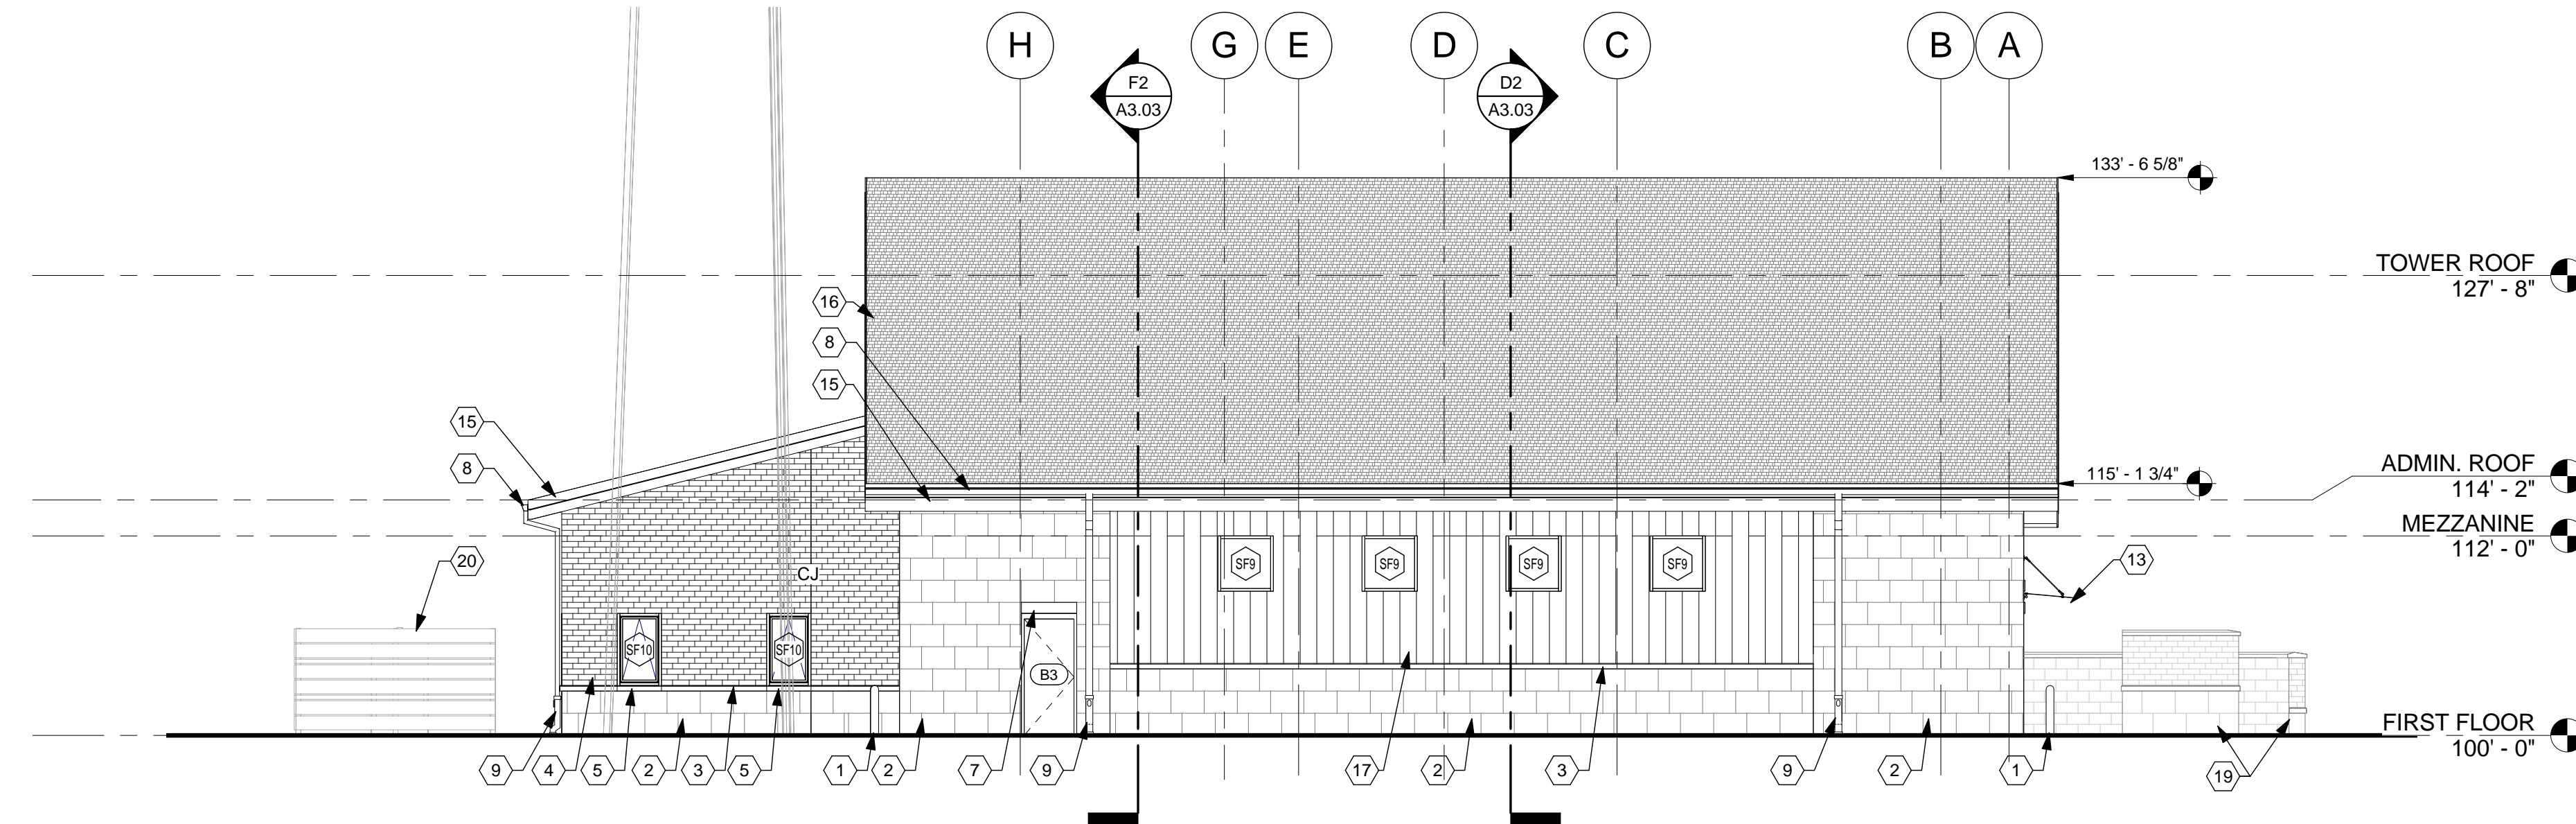 H
G
E
D
C
B
A
F2
A3.03
D2
A3.03
133' - 6 5/8"
TOWER ROOF
127' - 8"
16
8
15
15
8
ADMIN. ROOF
114' - 2"
115' - 1 3/4"
MEZZANINE
112' - 0"
20
13
CJ
SF9
SF9
SF9
SF9
SF10
SF10
B3
FIRST FLOOR
100' - 0"
9
4
5
2
3
5
1
2
7
9
17
2
3
9
2
1
19